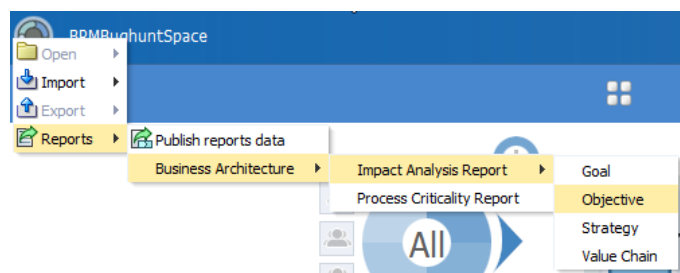 BPMBughuntSpace
Open
Import
Export
Reports
Publish reports data
Business Architecture
Impact Analysis Report
Process Criticality Report
Goal
Objective
Strategy
Value Chain
All